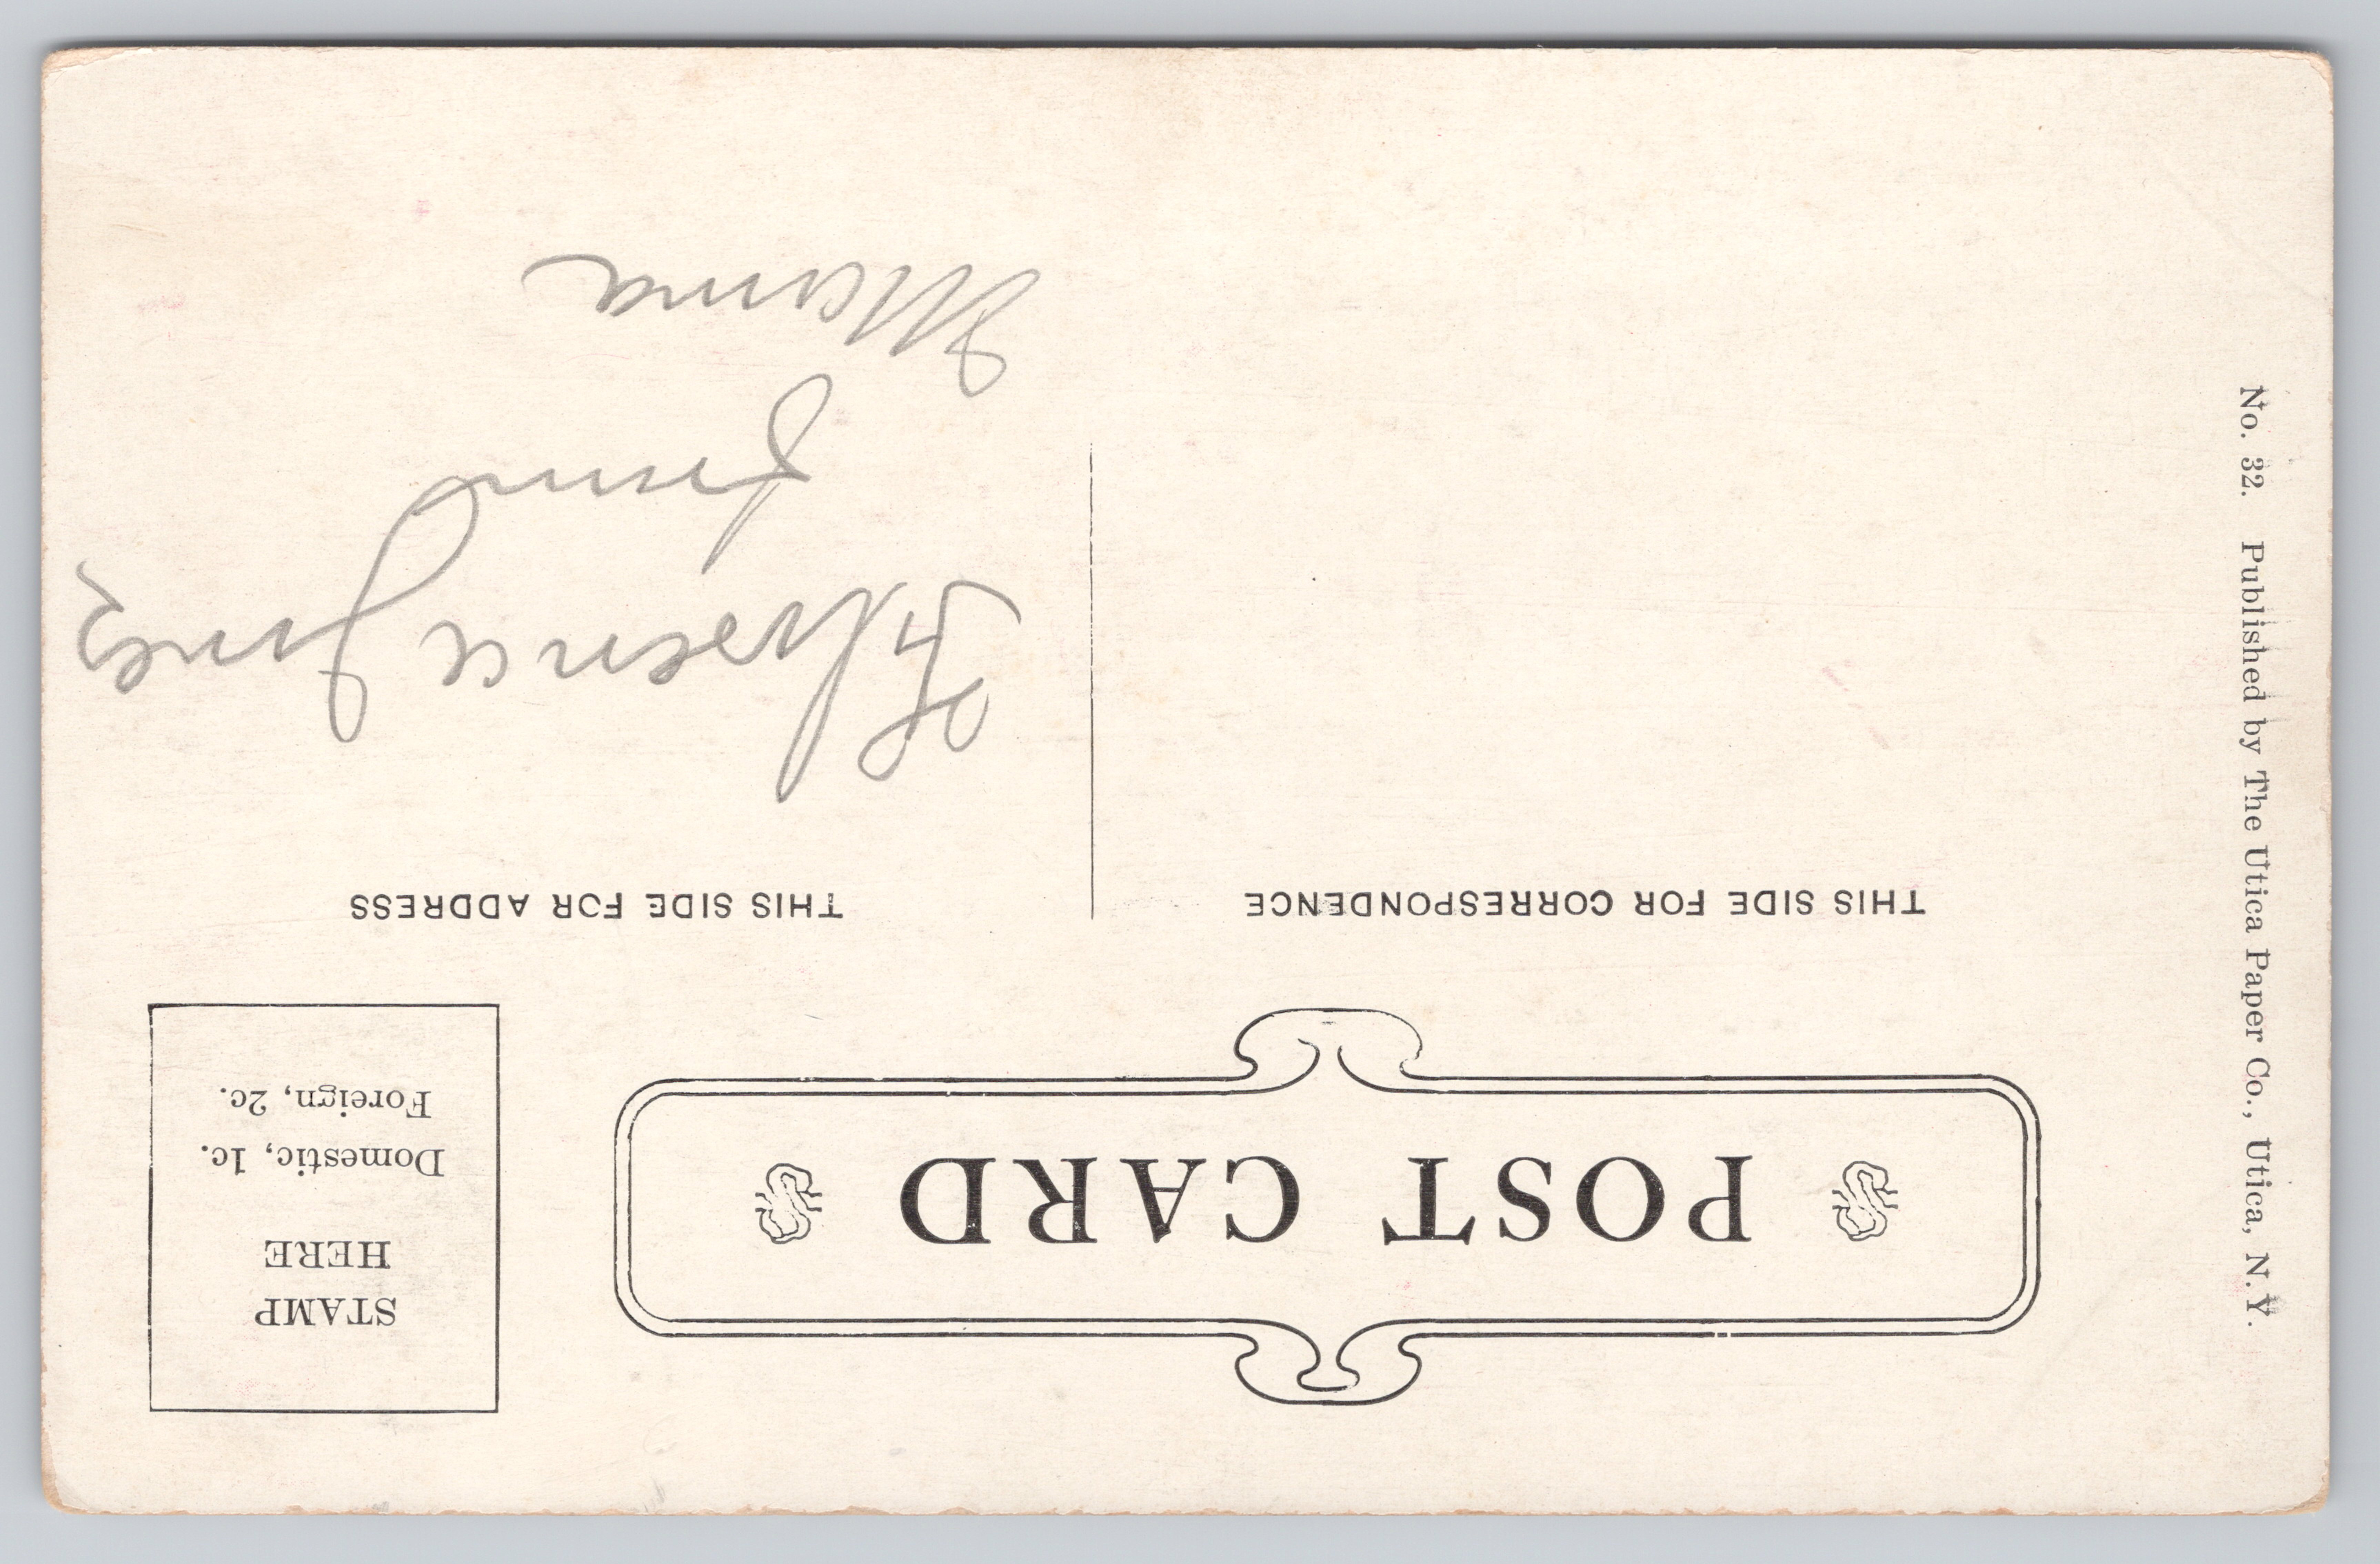 POST CARD
STAMP
HERE
Domestic, 1c.
Foreign, 2c.
THIS SIDE FOR CORRESPONDENCE
THIS SIDE FOR ADDRESS
Florence Jones
from
Mama
No. 32. Published by The Utica Paper Co., Utica, N. Y.